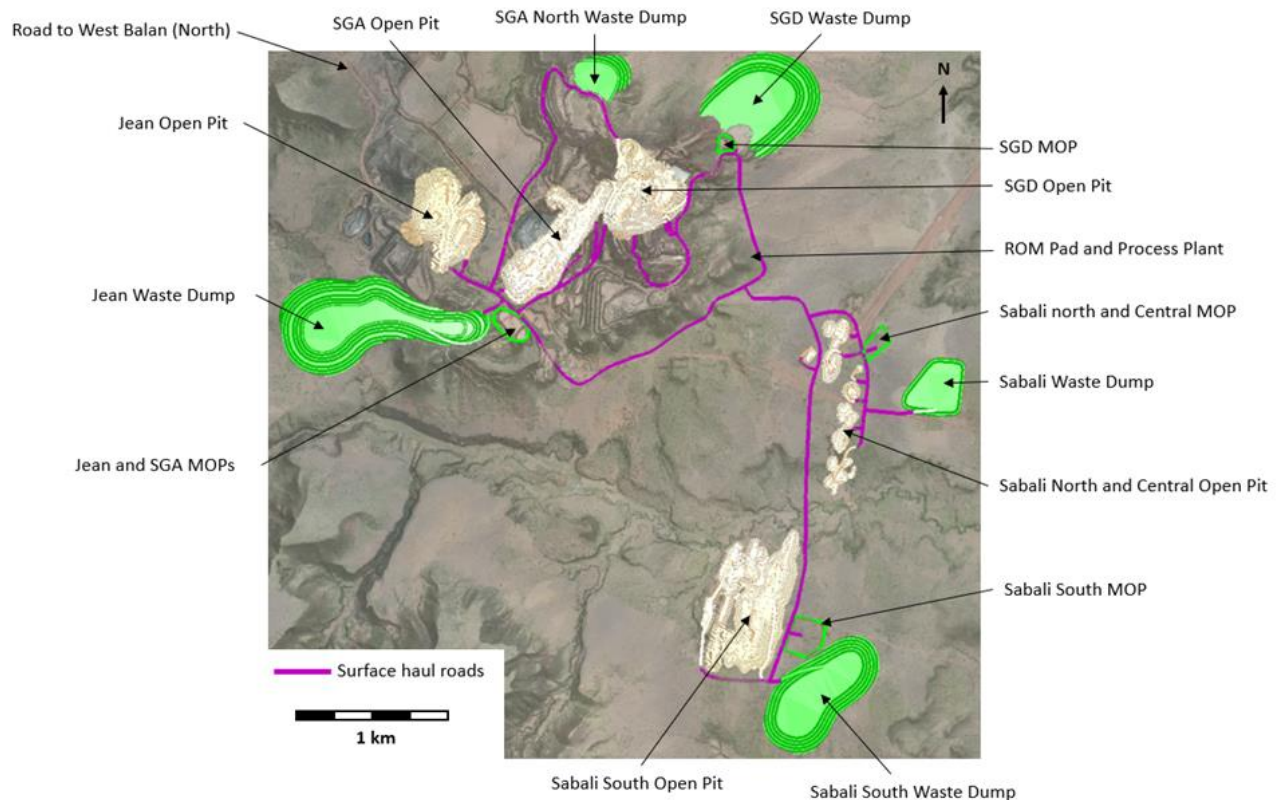 SGA North Waste Dump
SGD Waste Dump
SGA Open Pit
Road to West Balan (North)
N
Jean Open Pit
SGD MOP
SGD Open Pit
ROM Pad and Process Plant
Jean Waste Dump
Sabali north and Central MOP
Sabali Waste Dump
Jean and SGA MOPs
Sabali North and Central Open Pit
Sabali South MOP
Surface haul roads
1 km
Sabali South Open Pit
Sabali South Waste Dump